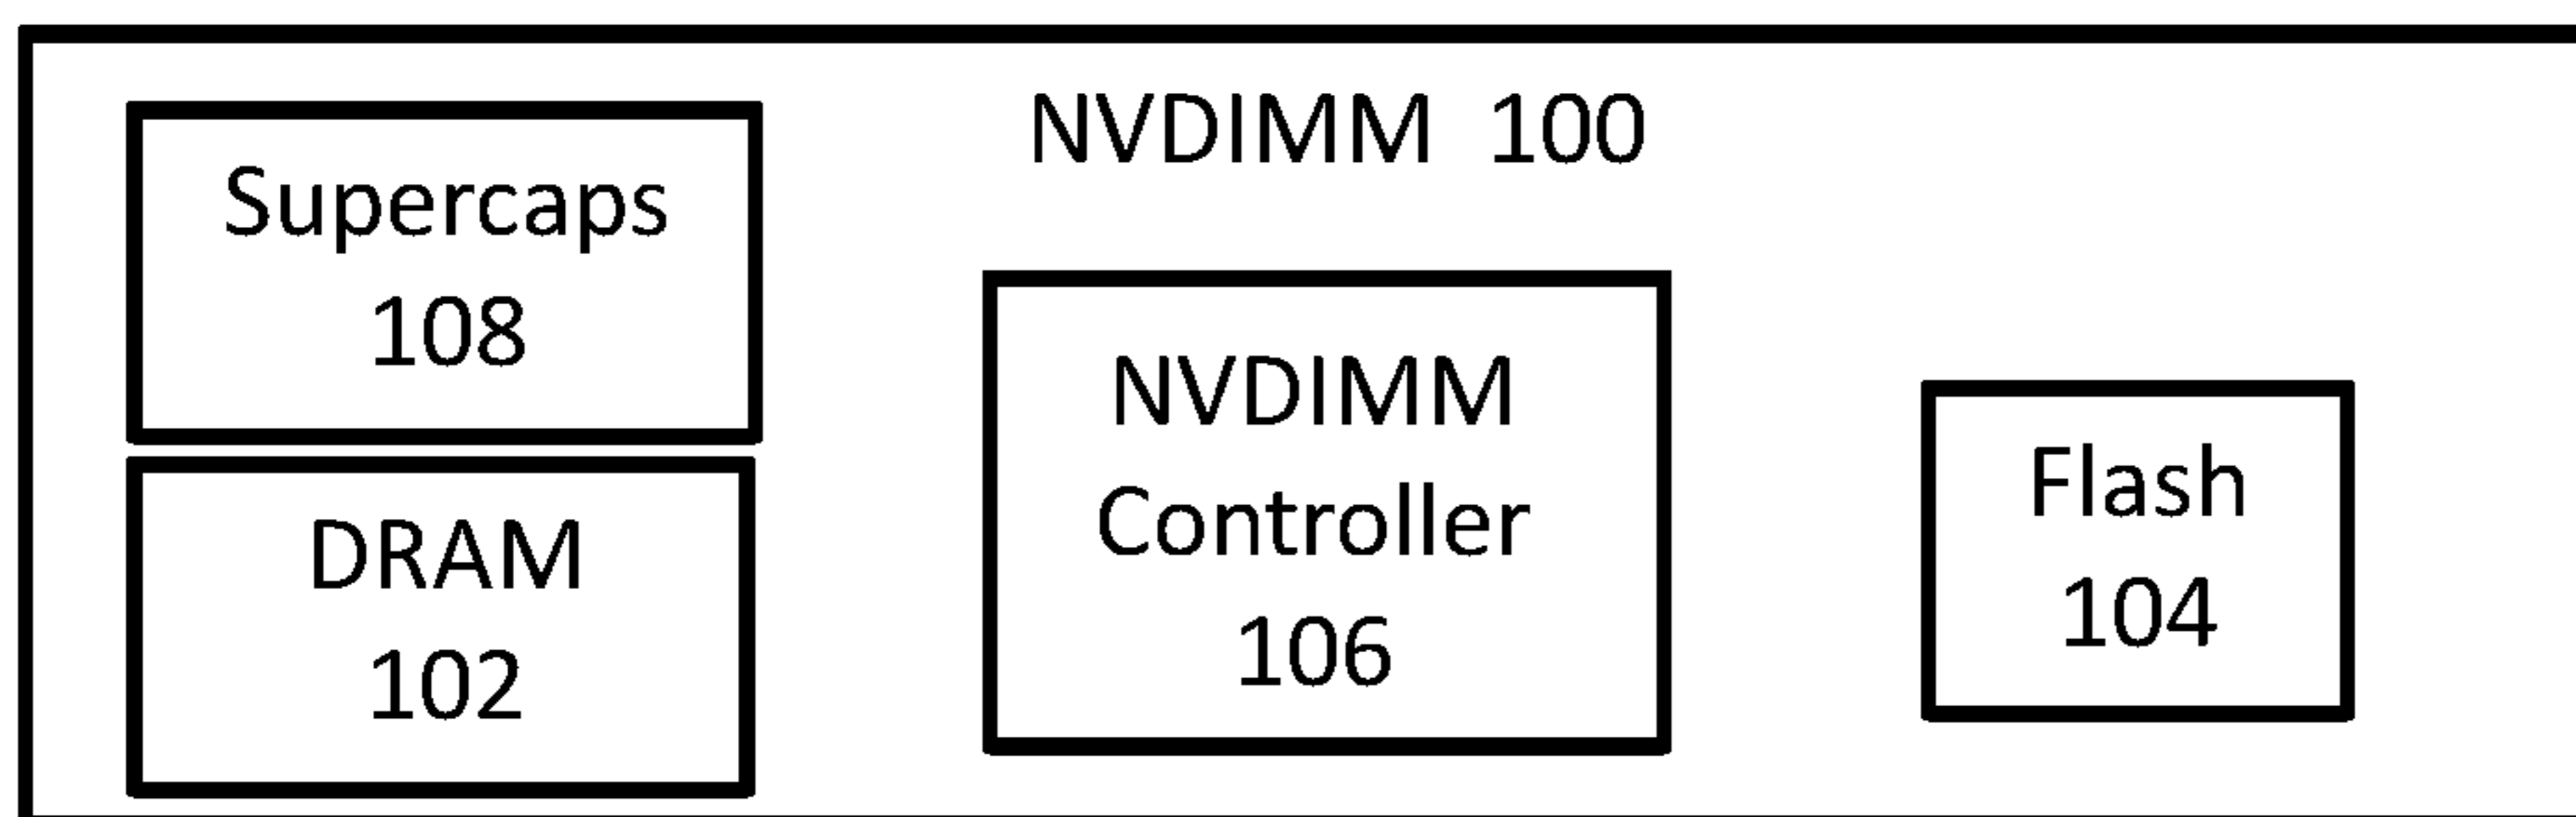 NVDIMM 100
Supercaps
108
DRAM
102
NVDIMM
Controller
106
Flash
104